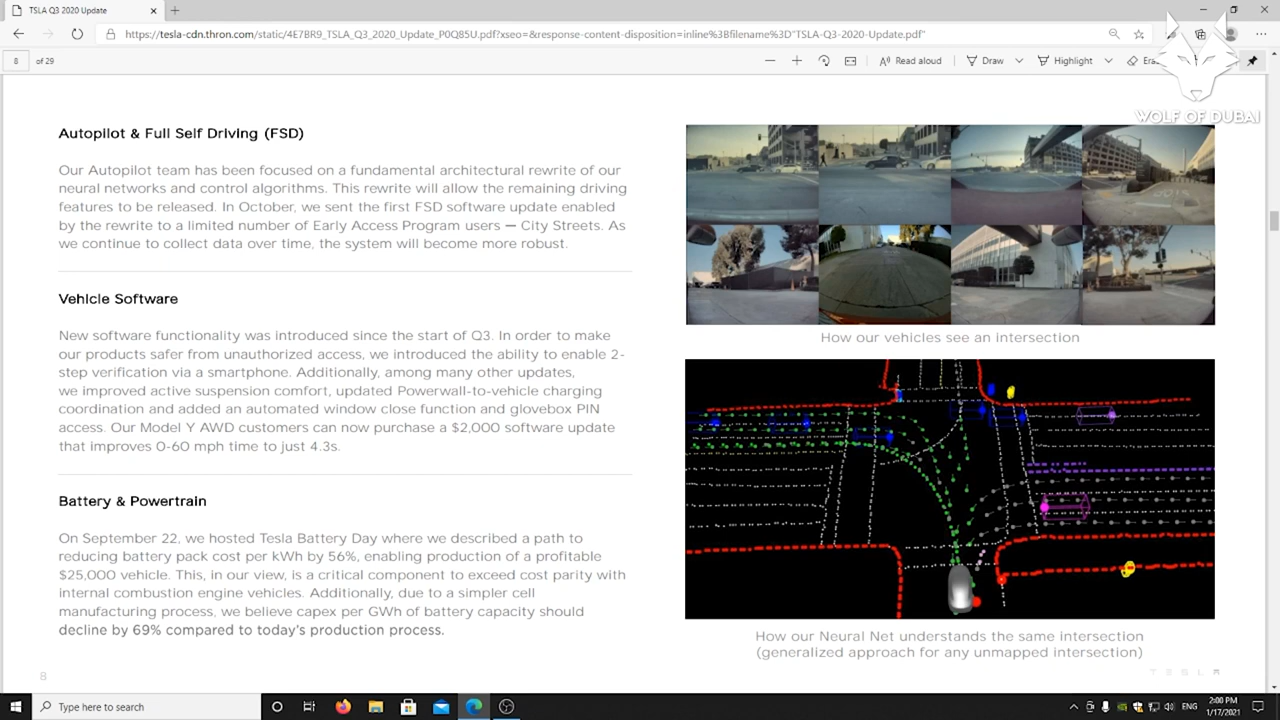 TSLA Q3 2020 Update
https://tesla-cdn.thron.com/static/4E7BR9_TSLA_Q3_2020_Update_P0Q85U.pdf?xseo=&response-content-disposition=inline%3Bfilename%3D"TSLA-Q3-2020-Update.pdf"
8 of 29
Read aloud Draw Highlight
WOLF OF DUBAI
Autopilot & Full Self Driving (FSD)
Our Autopilot team has been focused on a fundamental architectural rewrite of our
neural networks and control algorithms. This rewrite will allow the remaining driving
features to be released. In October, we sent the first FSD software update enabled
by the rewrite to a limited number of Early Access Program users — City Streets. As
we continue to collect data over time, the system will become more robust.
Vehicle Software
New software functionality was introduced since the start of Q3. In order to make
our products safer from unauthorized access, we introduced the ability to enable 2-
step verification via a smartphone. Additionally, among many other updates,
we improved active suspension comfort, updated Powerwall-to-vehicle charging
coordination and an automatic window close function and glovebox PIN
Our Model Y AWD customers can now purchase a $2,000 software update
0-60 mph time to just 4.3s.
Battery & Powertrain
On September 22, we hosted Tesla Battery Day where we described a path to
reducing battery pack cost per kWh by 56% enabling production of a profitable
$25,000 vehicle. This, in our view, is a critical component to exceed cost parity with
internal combustion engine vehicles. Additionally, due to a simpler cell
manufacturing process, we believe capex per GWh of battery capacity should
decline by 69% compared to today's production process.
How our vehicles see an intersection
How our Neural Net understands the same intersection
(generalized approach for any unmapped intersection)
8
TESLA
Type here to search
ENG
2:00 PM
1/17/2021